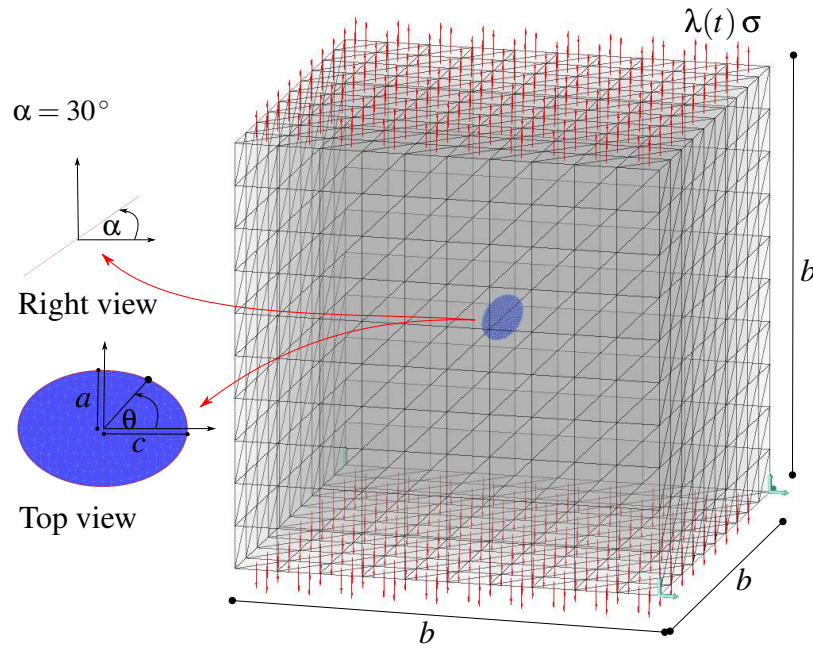 λ(t) σ
α = 30°
α
Right view
b
a
θ
c
Top view
b
b